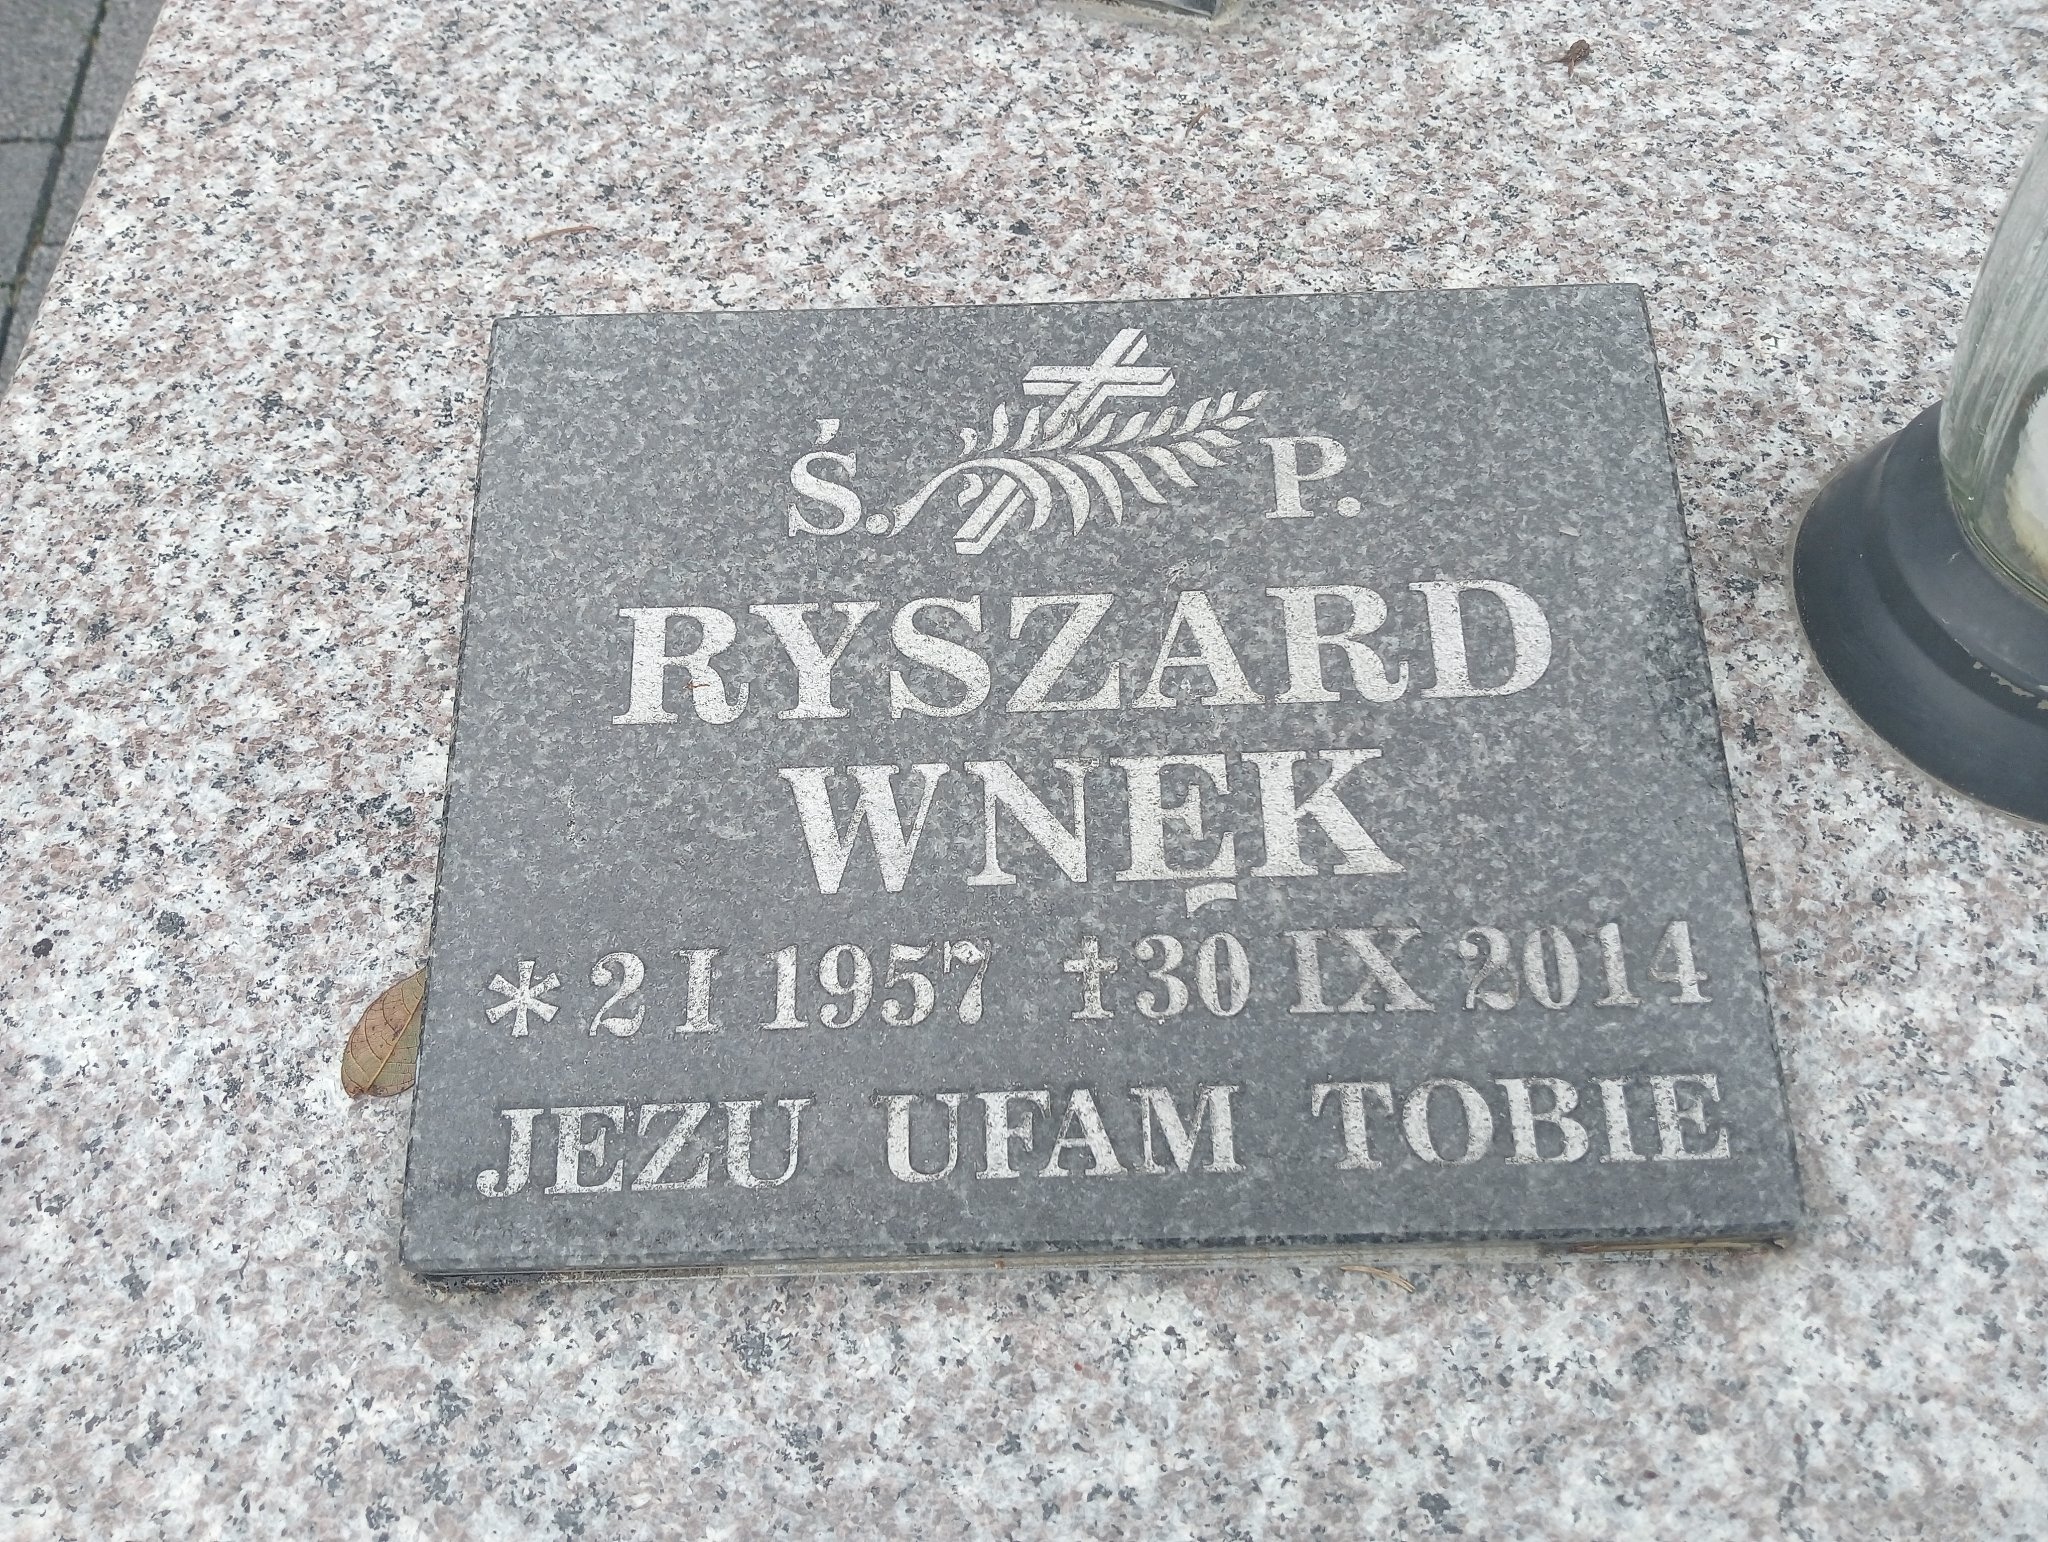 Ś. P.
RYSZARD
WNĘK
* 2 I 1957 ✝ 30 IX 2014
JEZU UFAM TOBIE